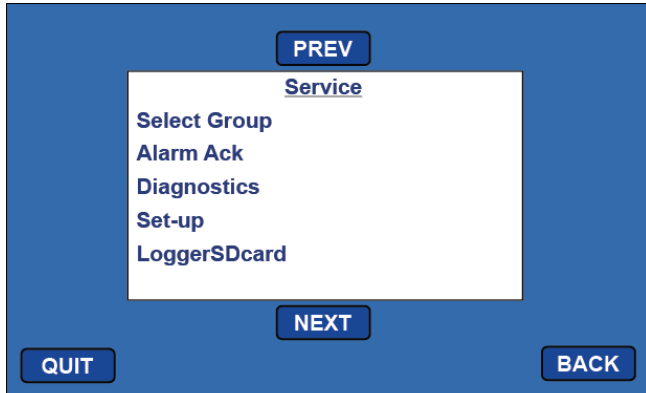 PREV
Service
Select Group
Alarm Ack
Diagnostics
Set-up
LoggerSDcard
NEXT
QUIT
BACK